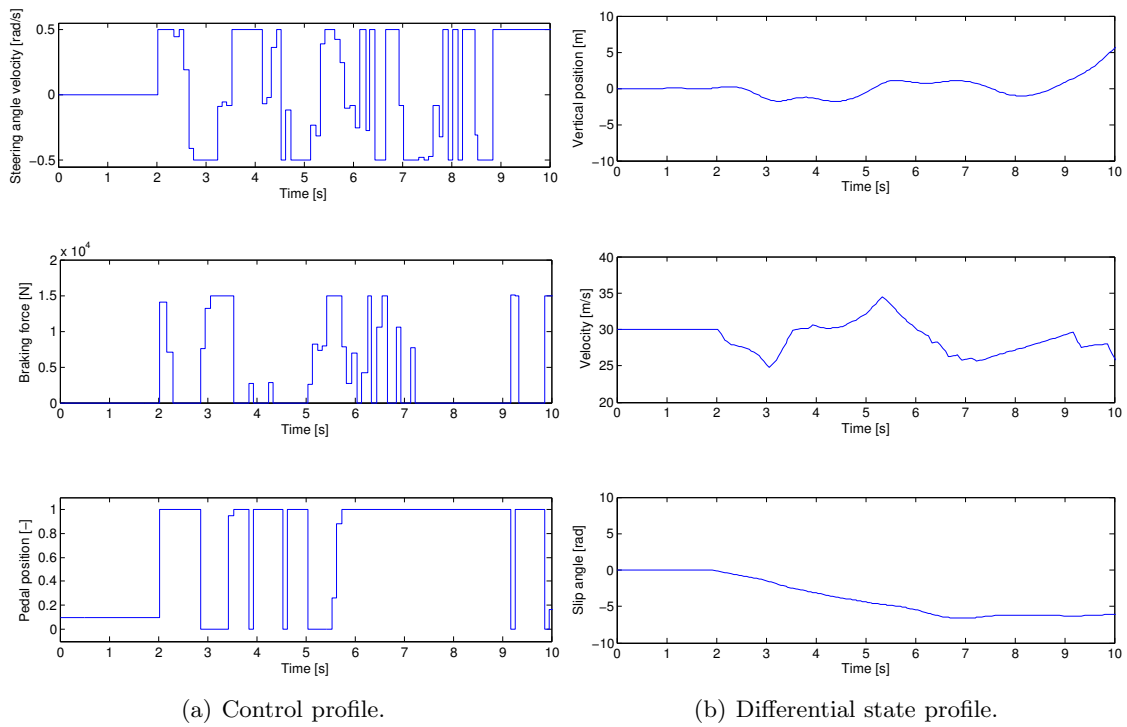 Steering angle velocity [rad/s]
0.5
0
−0.5
0 1 2 3 4 5 6 7 8 9 10
Time [s]
Braking force [N]
2 x 10⁴
1.5
1
0.5
0
0 1 2 3 4 5 6 7 8 9 10
Time [s]
Pedal position [−]
1
0.8
0.6
0.4
0.2
0
0 1 2 3 4 5 6 7 8 9 10
Time [s]
(a) Control profile.
Vertical position [m]
10
5
0
−5
−10
0 1 2 3 4 5 6 7 8 9 10
Time [s]
Velocity [m/s]
40
35
30
25
20
0 1 2 3 4 5 6 7 8 9 10
Time [s]
Slip angle [rad]
10
5
0
−5
−10
0 1 2 3 4 5 6 7 8 9 10
Time [s]
(b) Differential state profile.